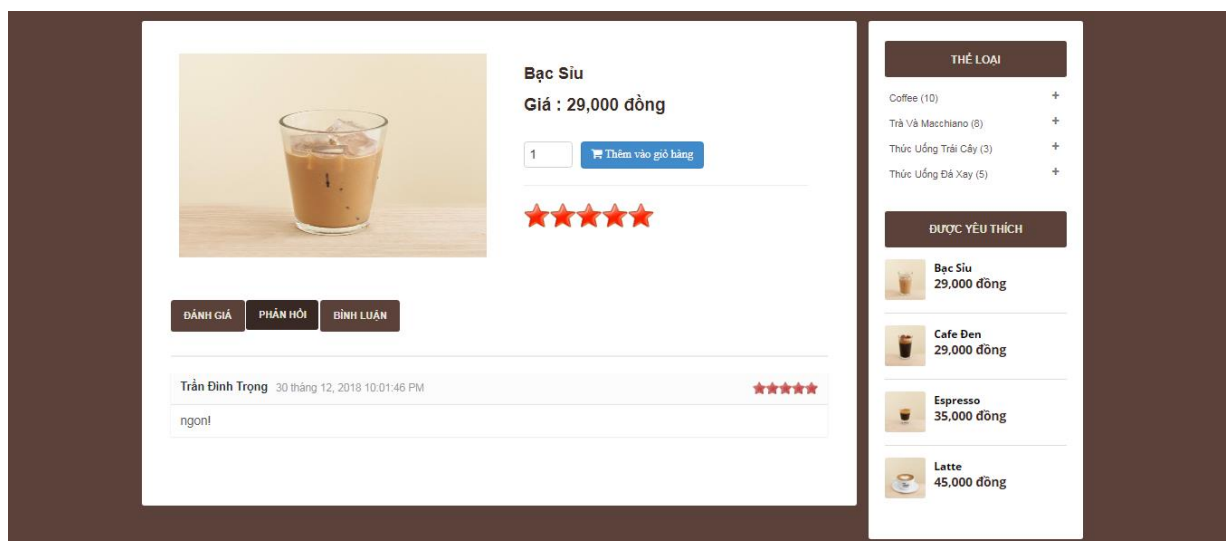 Bạc Sỉu
Giá : 29,000 đồng
1
Thêm vào giỏ hàng
ĐÁNH GIÁ
PHẢN HỒI
BÌNH LUẬN
Trần Đình Trọng 30 tháng 12, 2018 10:01:46 PM
ngon!
THỂ LOẠI
Coffee (10) +
Trà Và Macchiano (8) +
Thức Uống Trái Cây (3) +
Thức Uống Đá Xay (5) +
ĐƯỢC YÊU THÍCH
Bạc Sỉu
29,000 đồng
Cafe Đen
29,000 đồng
Espresso
35,000 đồng
Latte
45,000 đồng